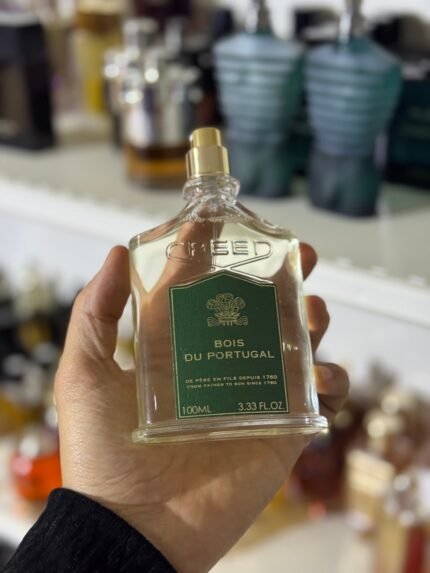 CREED
BOIS
DU PORTUGAL
DE PÈRE EN FILS DEPUIS 1760
FROM FATHER TO SON SINCE 1760
100ML 3.33 FL.OZ